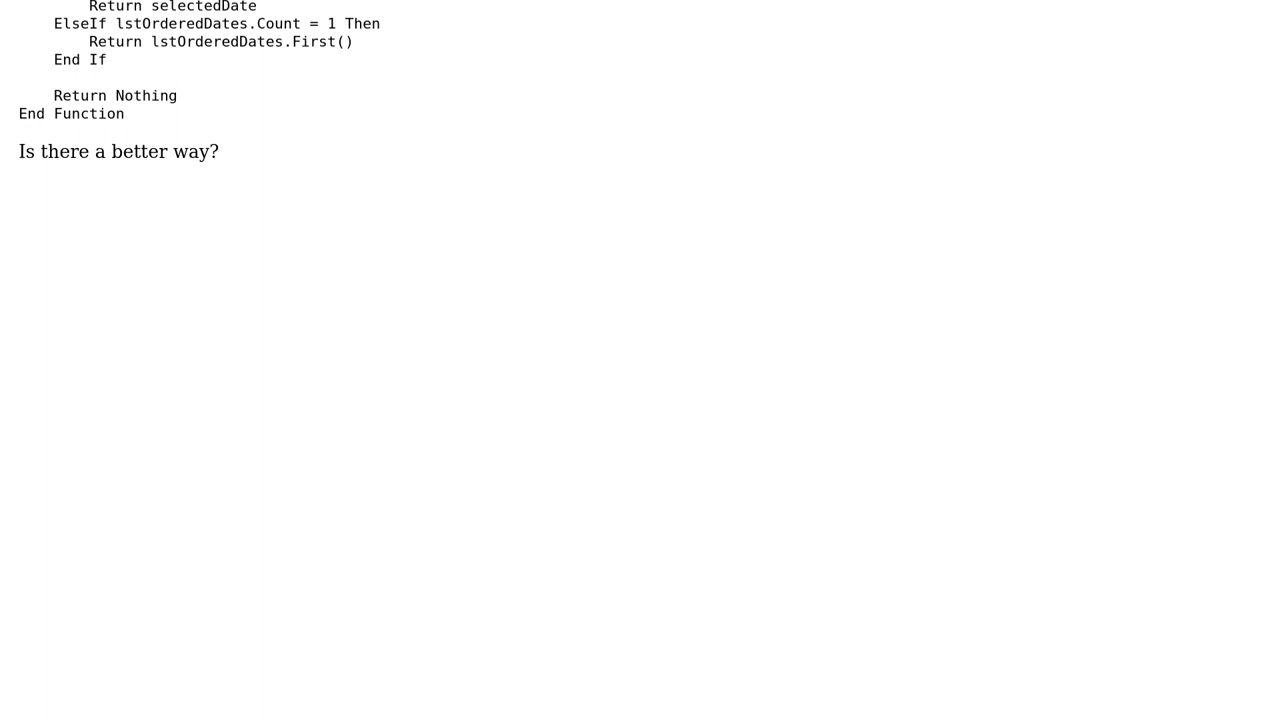 Return selectedDate
    ElseIf lstOrderedDates.Count = 1 Then
        Return lstOrderedDates.First()
    End If

    Return Nothing
End Function
Is there a better way?